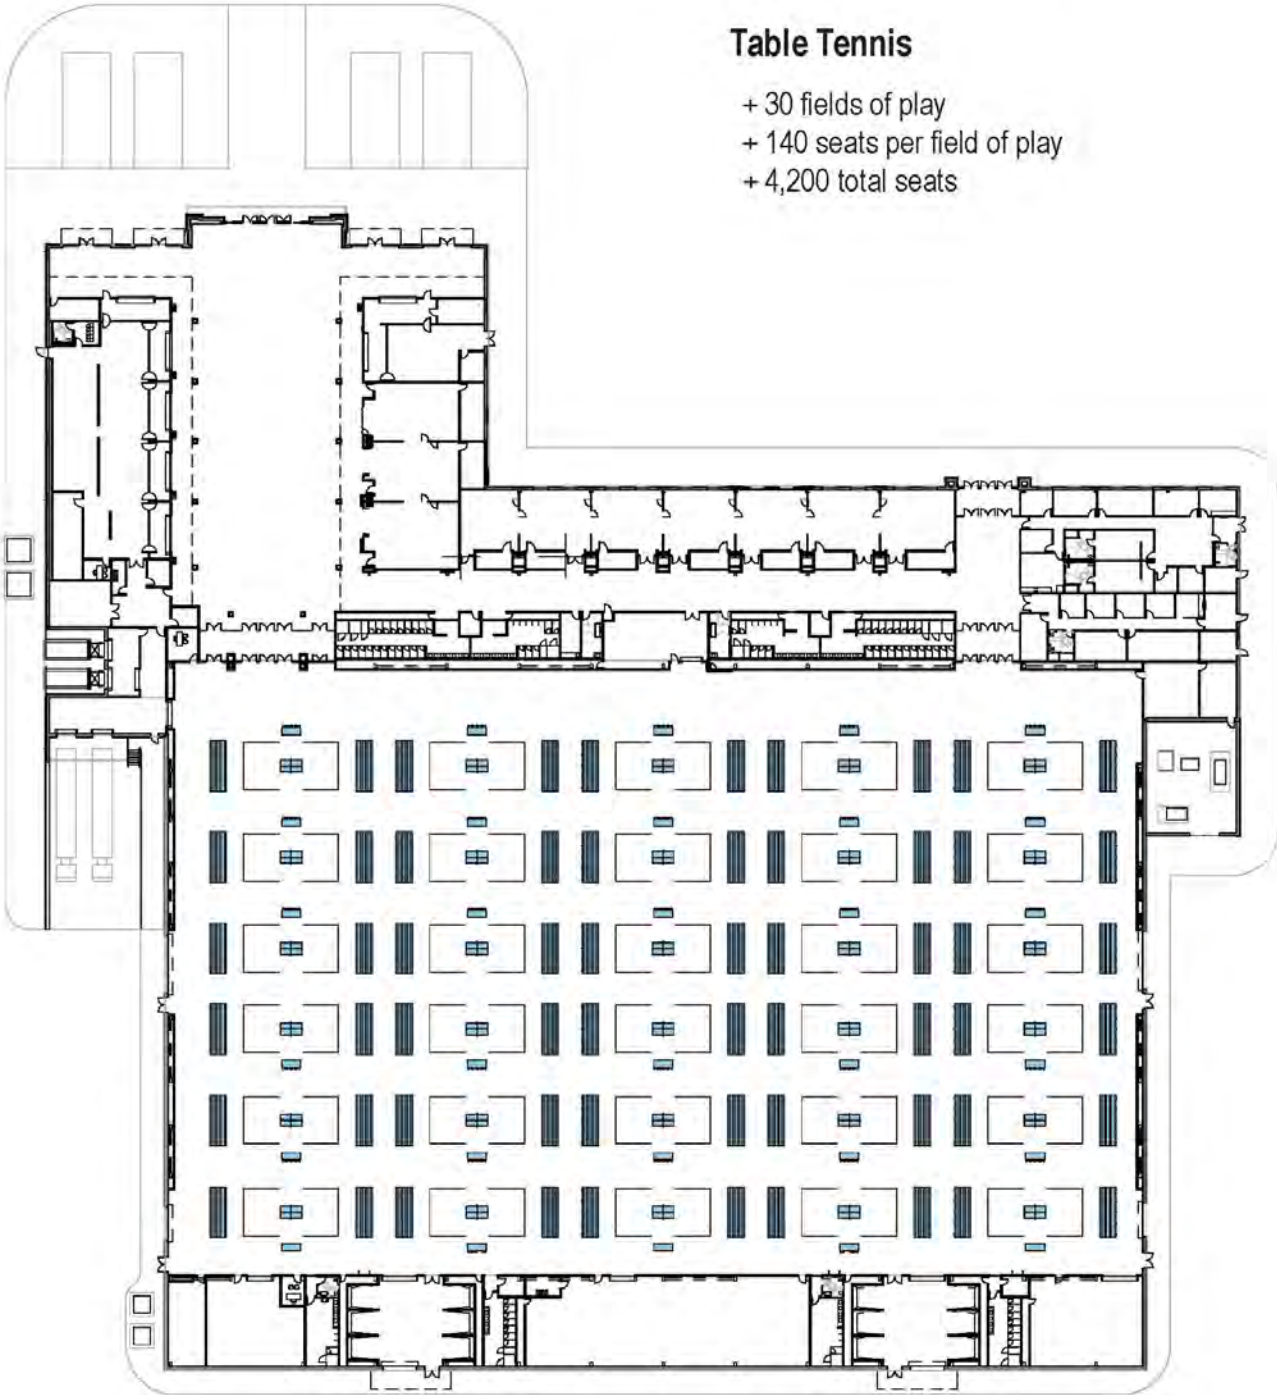 Table Tennis
+ 30 fields of play
+ 140 seats per field of play
+ 4,200 total seats